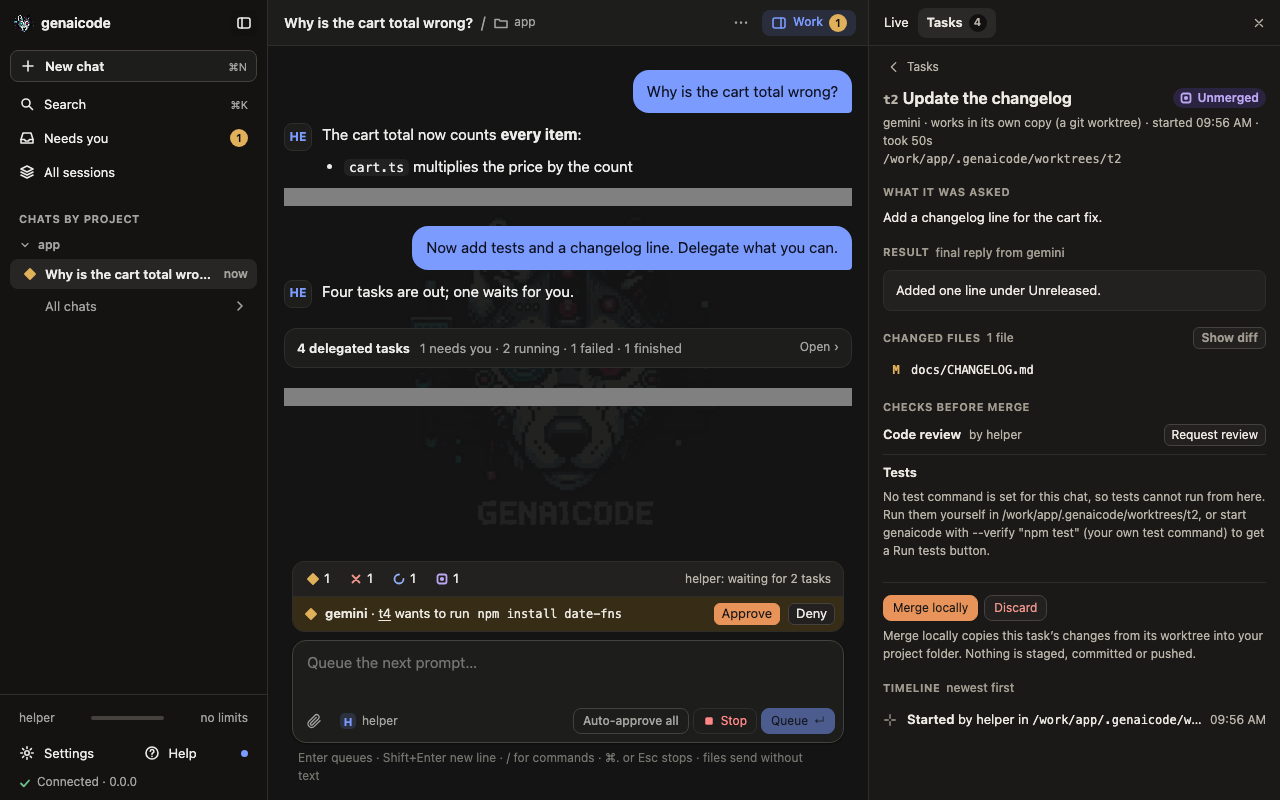 genaicode
New chat ⌘N
Search ⌘K
Needs you 1
All sessions
CHATS BY PROJECT
app
Why is the cart total wro... now
All chats
helper no limits
Settings Help
Connected · 0.0.0
Why is the cart total wrong? / app
Work 1
Why is the cart total wrong?
HE The cart total now counts every item:
• cart.ts multiplies the price by the count
Now add tests and a changelog line. Delegate what you can.
HE Four tasks are out; one waits for you.
4 delegated tasks 1 needs you · 2 running · 1 failed · 1 finished Open ›
GENAICODE
1 1 1 1 helper: waiting for 2 tasks
gemini · t4 wants to run npm install date-fns Approve Deny
Queue the next prompt...
H helper Auto-approve all Stop Queue ↵
Enter queues · Shift+Enter new line · / for commands · ⌘. or Esc stops · files send without
text
Live Tasks 4
Tasks
t2 Update the changelog Unmerged
gemini · works in its own copy (a git worktree) · started 09:56 AM ·
took 50s
/work/app/.genaicode/worktrees/t2
WHAT IT WAS ASKED
Add a changelog line for the cart fix.
RESULT final reply from gemini
Added one line under Unreleased.
CHANGED FILES 1 file Show diff
M docs/CHANGELOG.md
CHECKS BEFORE MERGE
Code review by helper Request review
Tests
No test command is set for this chat, so tests cannot run from here.
Run them yourself in /work/app/.genaicode/worktrees/t2, or start
genaicode with --verify "npm test" (your own test command) to get
a Run tests button.
Merge locally Discard
Merge locally copies this task's changes from its worktree into your
project folder. Nothing is staged, committed or pushed.
TIMELINE newest first
Started by helper in /work/app/.genaicode/w... 09:56 AM